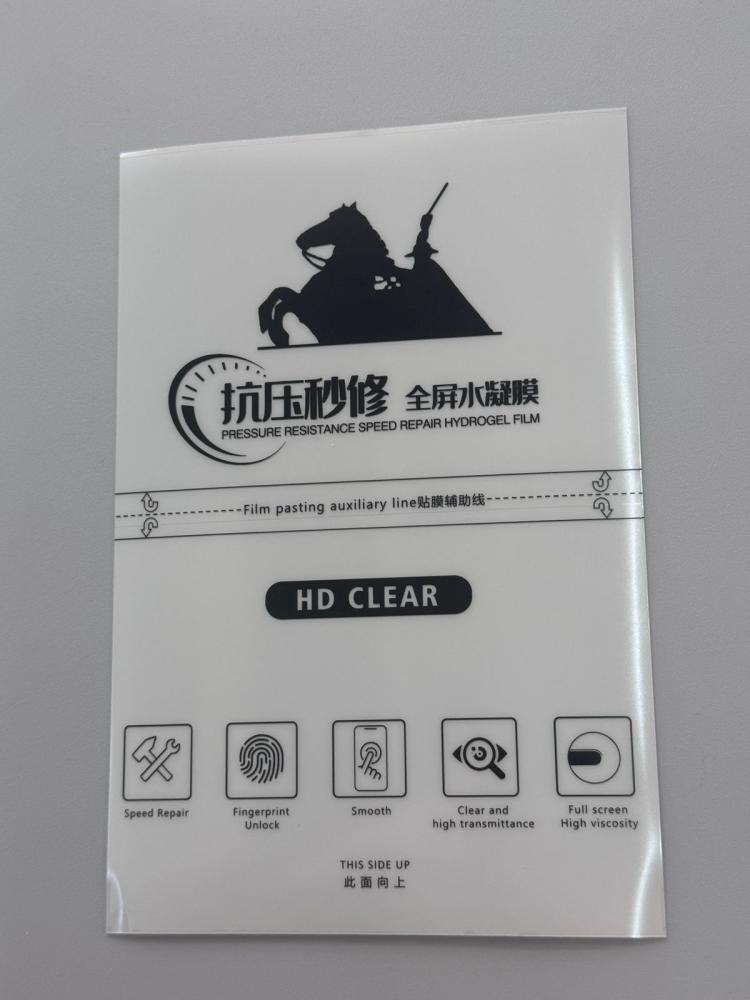 抗压秒修 全屏水凝膜
PRESSURE RESISTANCE SPEED REPAIR HYDROGEL FILM
Film pasting auxiliary line贴膜辅助线
HD CLEAR
Speed Repair
Fingerprint
Unlock
Smooth
Clear and
high transmittance
Full screen
High viscosity
THIS SIDE UP
此面向上